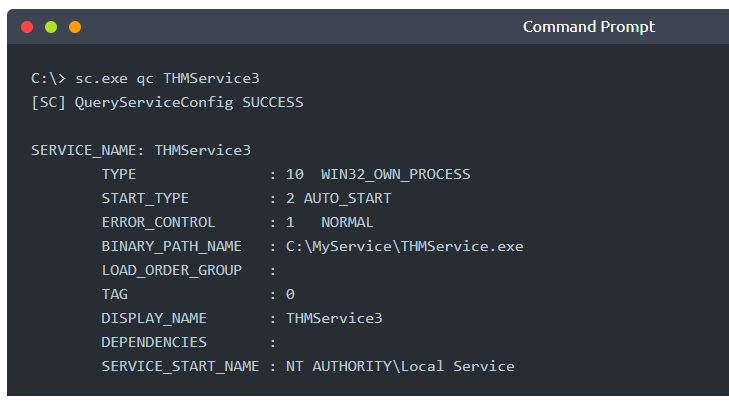 Command Prompt
C:\> sc.exe qc THMService3
[SC] QueryServiceConfig SUCCESS
SERVICE_NAME: THMService3
TYPE : 10 WIN32_OWN_PROCESS
START_TYPE : 2 AUTO_START
ERROR_CONTROL : 1 NORMAL
BINARY_PATH_NAME : C:\MyService\THMService.exe
LOAD_ORDER_GROUP :
TAG : 0
DISPLAY_NAME : THMService3
DEPENDENCIES :
SERVICE_START_NAME : NT AUTHORITY\Local Service